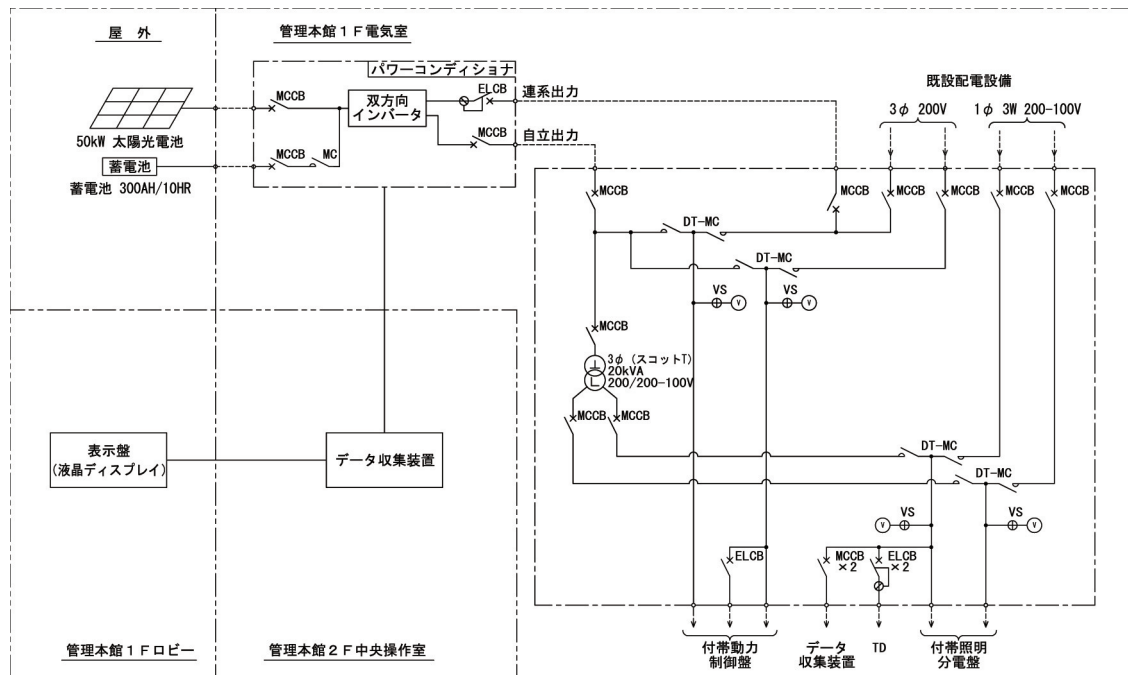 屋 外
管理本館1F電気室
パワーコンディショナ
MCCB
ELCB
連系出力
双方向
インバータ
50kW 太陽光電池
MCCB
自立出力
MCCB
MC
蓄電池
蓄電池 300AH/10HR
既設配電設備
3φ 200V
1φ 3W 200-100V
MCCB
MCCB
MCCB
MCCB
MCCB
MCCB
DT-MC
DT-MC
VS
V
VS
V
MCCB
3φ (スコットT)
20kVA
200/200-100V
MCCB
MCCB
DT-MC
DT-MC
表示盤
(液晶ディスプレイ)
データ収集装置
V
VS
VS
V
ELCB
MCCB
×2
ELCB
×2
付帯動力
制御盤
データ
収集装置
TD
付帯照明
分電盤
管理本館1Fロビー
管理本館2F中央操作室